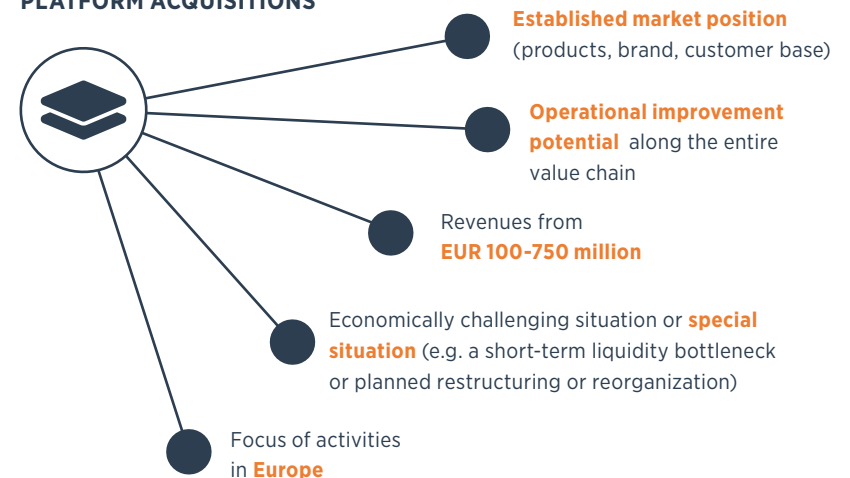 PLATFORM ACQUISITIONS
Established market position
(products, brand, customer base)
Operational improvement
potential along the entire
value chain
Revenues from
EUR 100-750 million
Economically challenging situation or special
situation (e.g. a short-term liquidity bottleneck
or planned restructuring or reorganization)
Focus of activities
in Europe